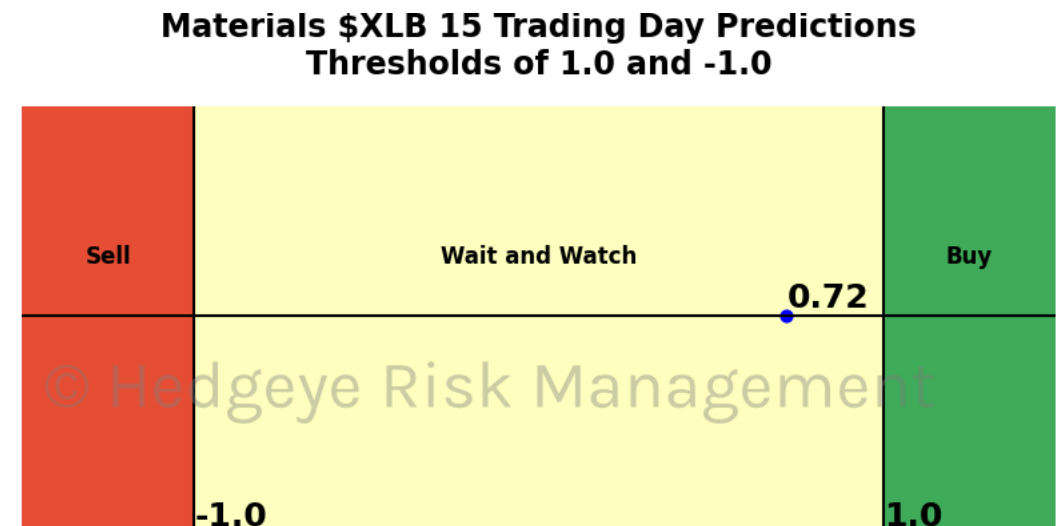 Materials $XLB 15 Trading Day Predictions
Thresholds of 1.0 and -1.0
Sell
Wait and Watch
Buy
0.72
© Hedgeye Risk Management
-1.0
1.0